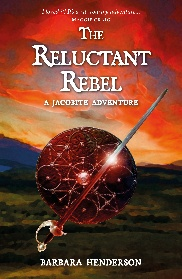 THE
RELUCTANT
REBEL
A JACOBITE ADVENTURE
BARBARA HENDERSON